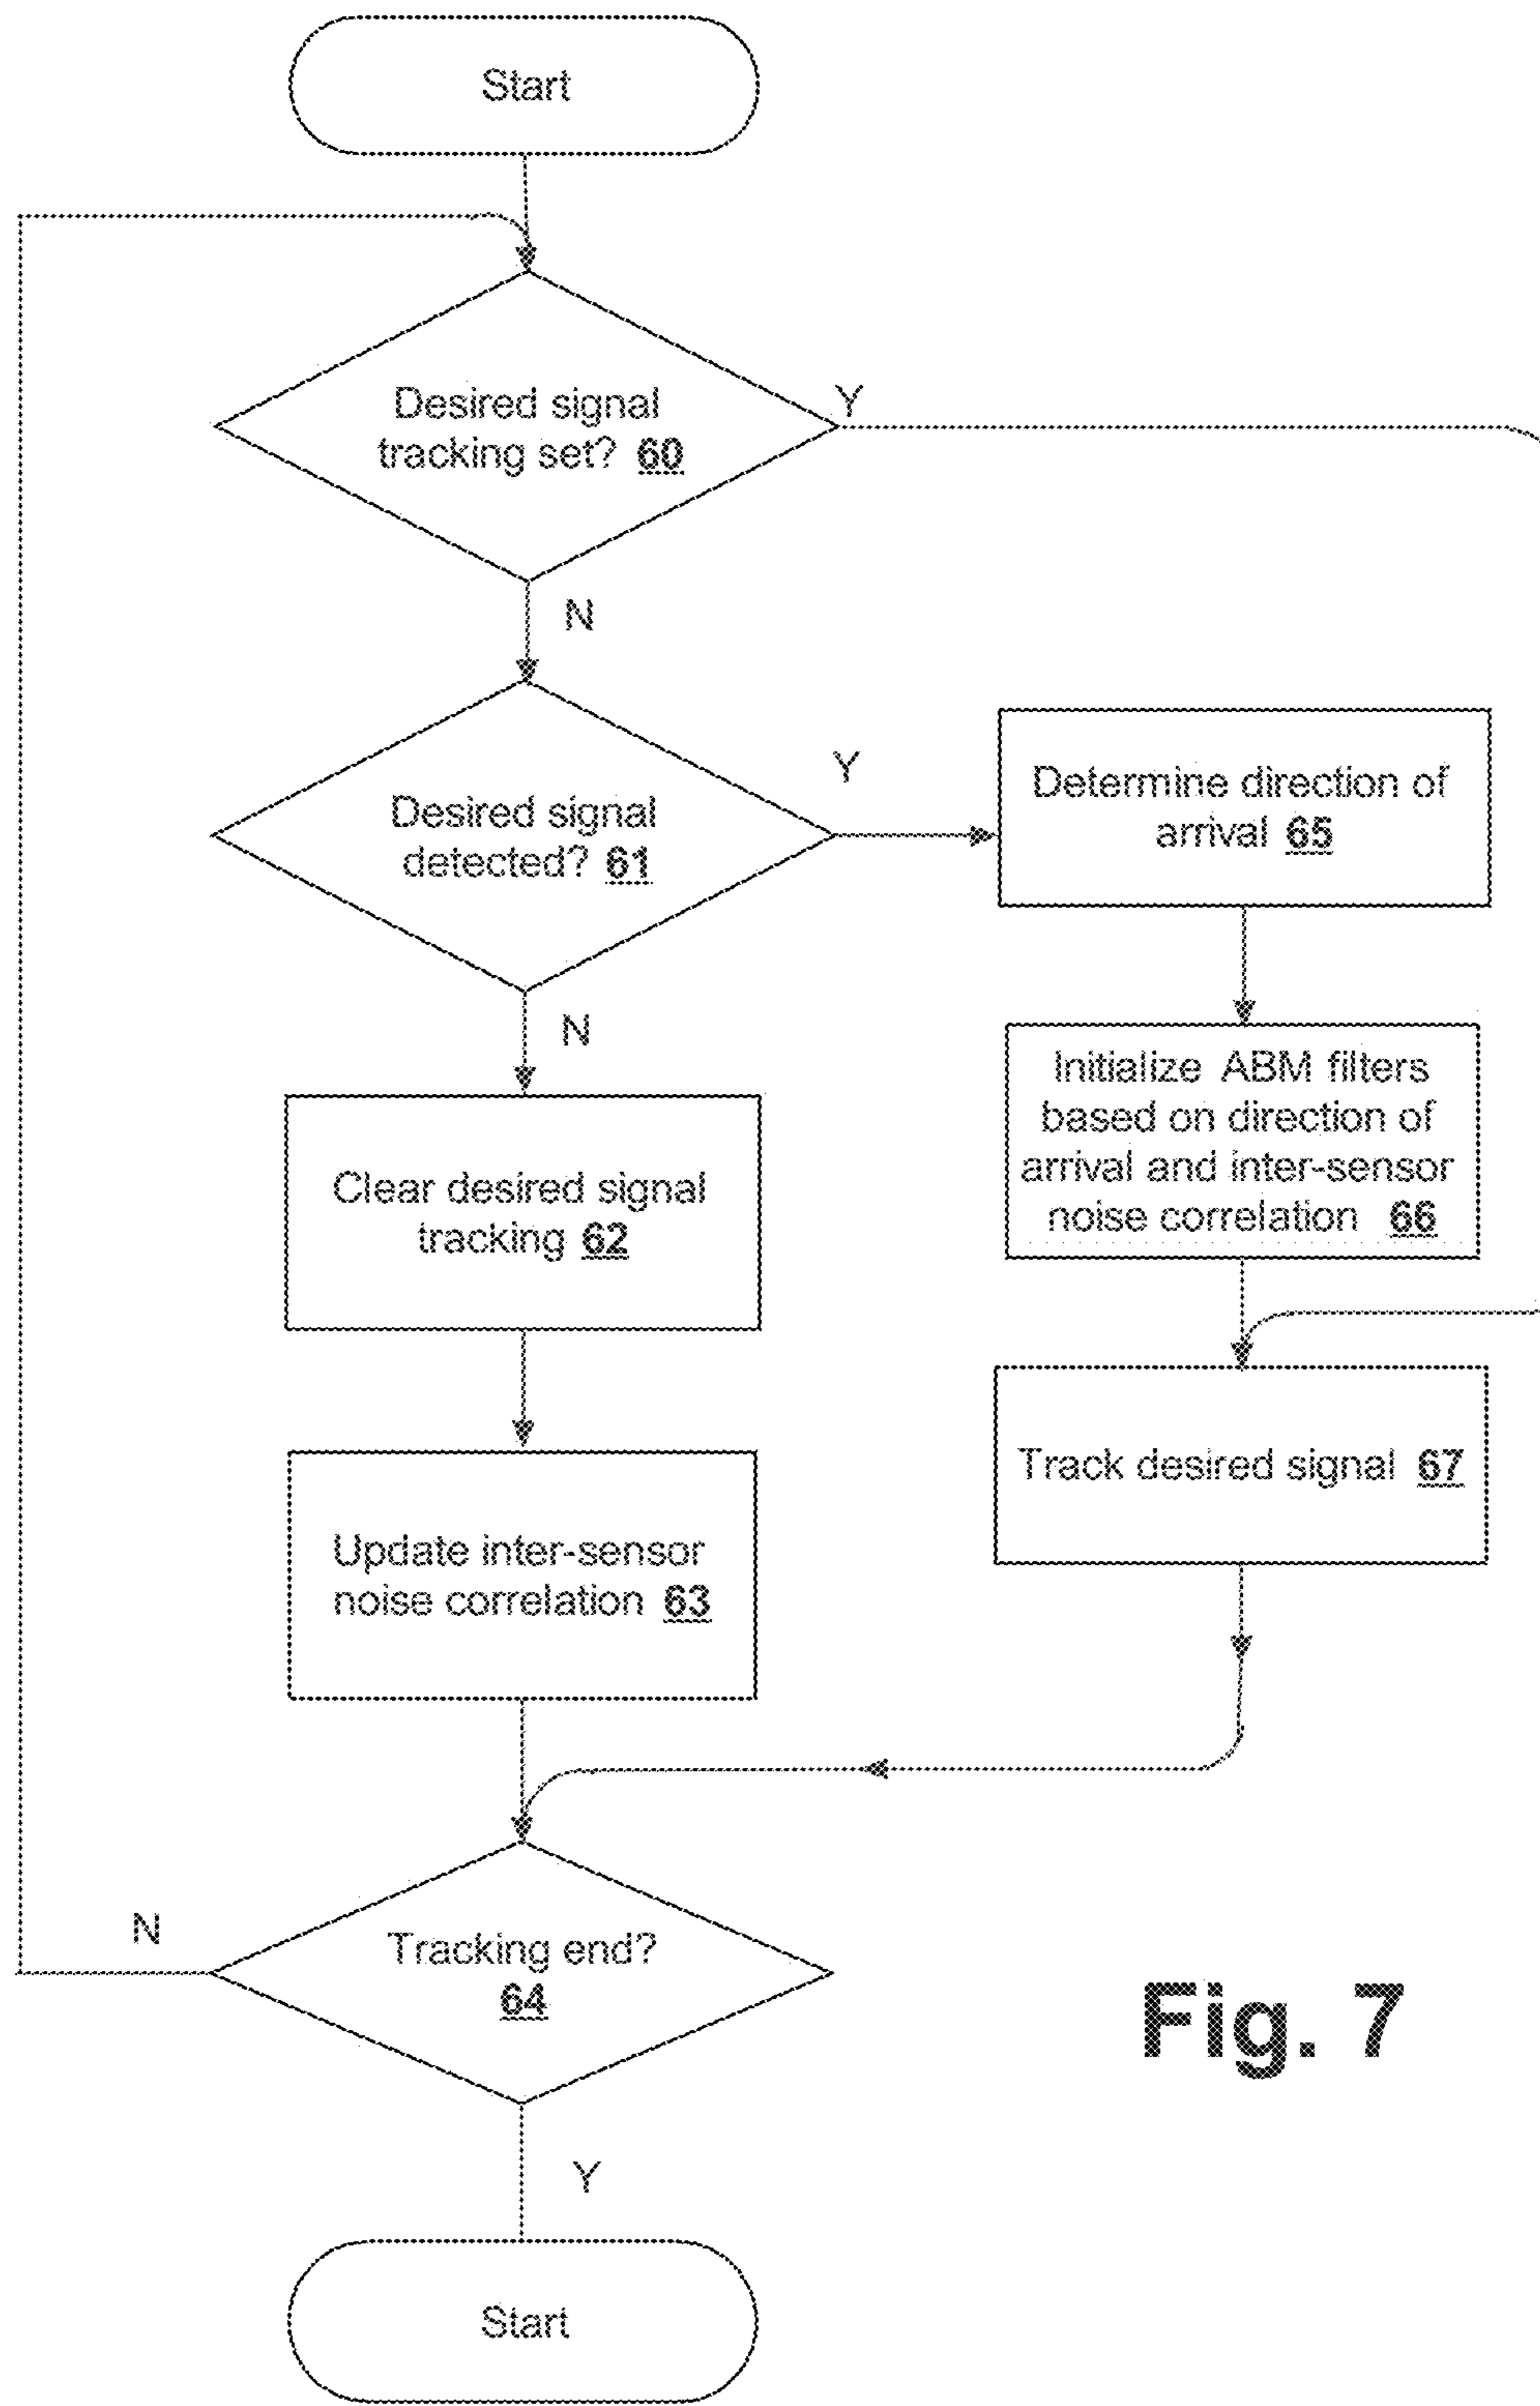 Start
Desired signal
tracking set? 60
Y
N
Desired signal
detected? 61
Y
N
Determine direction of
arrival 65
Initialize ABM filters
based on direction of
arrival and inter-sensor
noise correlation 66
Clear desired signal
tracking 62
Track desired signal 67
Update inter-sensor
noise correlation 63
Tracking end?
64
N
Y
Start
Fig. 7